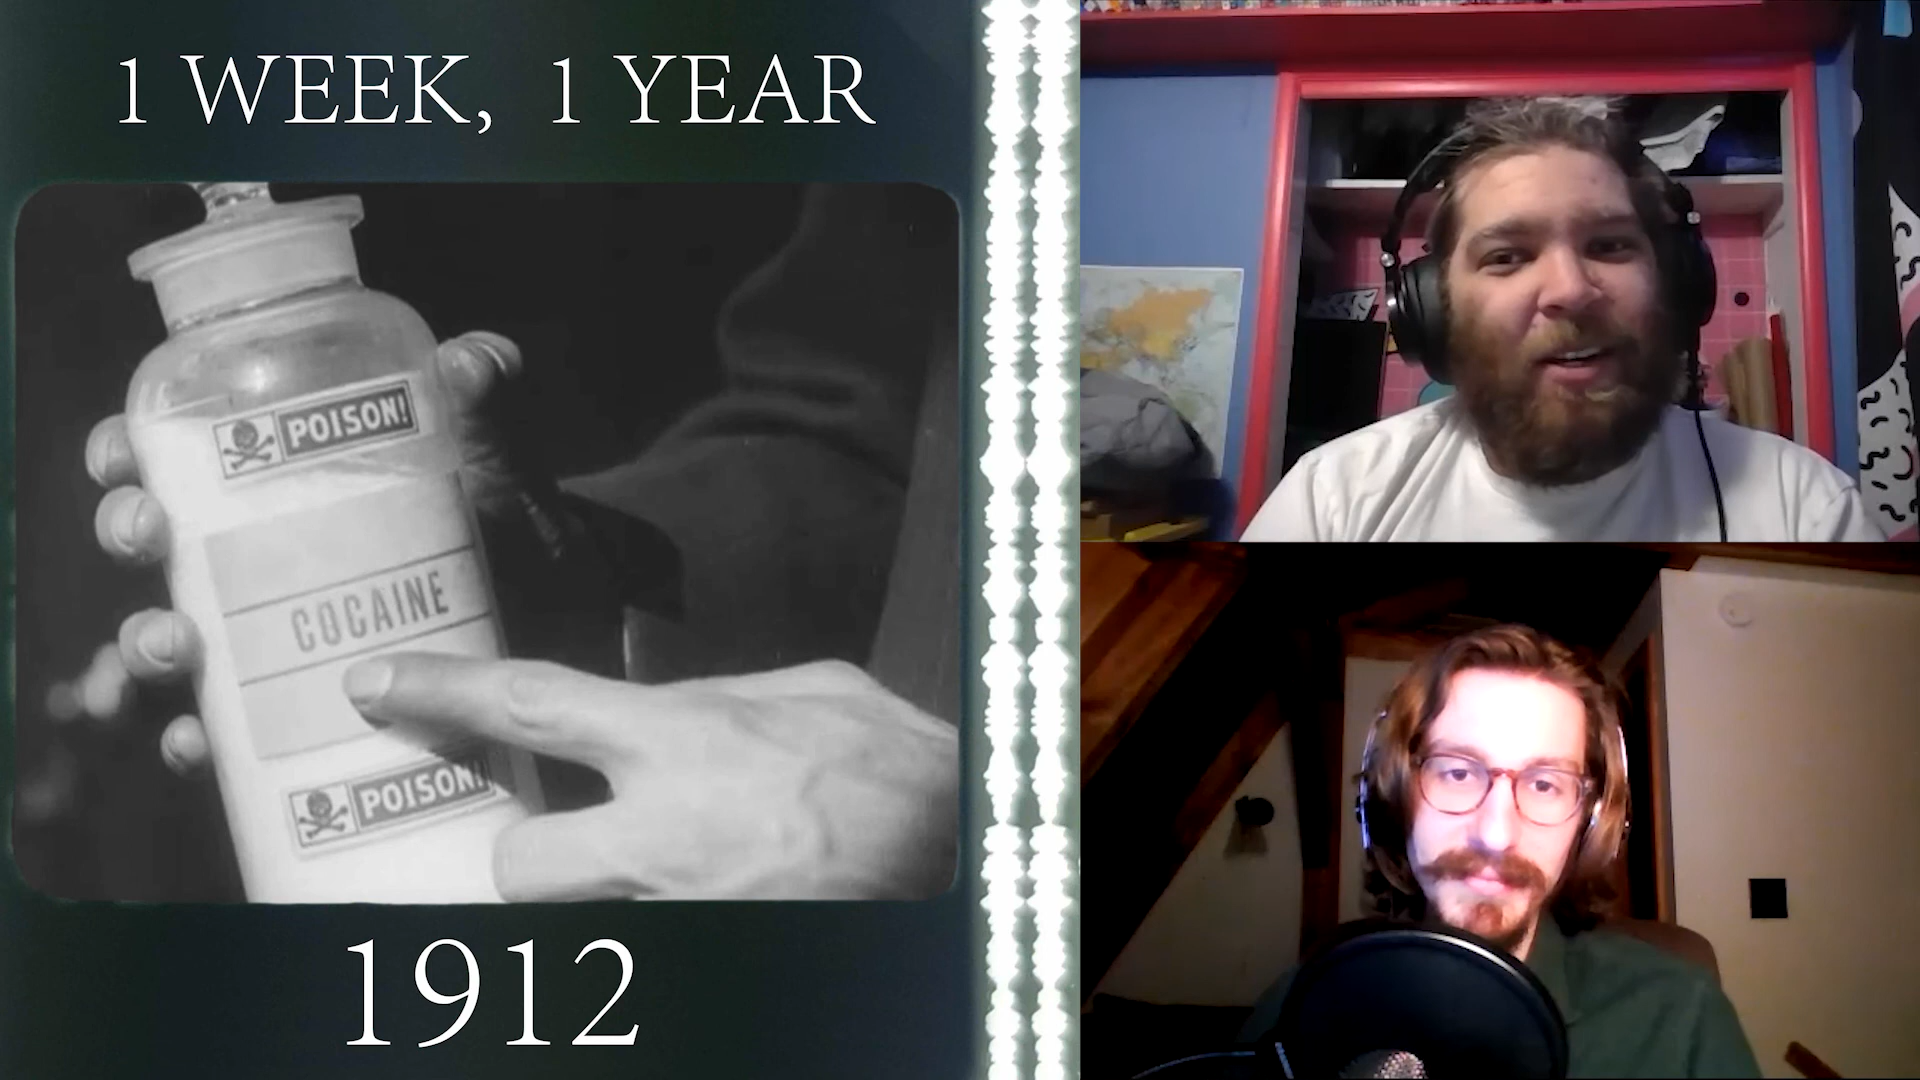 1 WEEK, 1 YEAR
POISON!
COCAINE
POISON!
1912